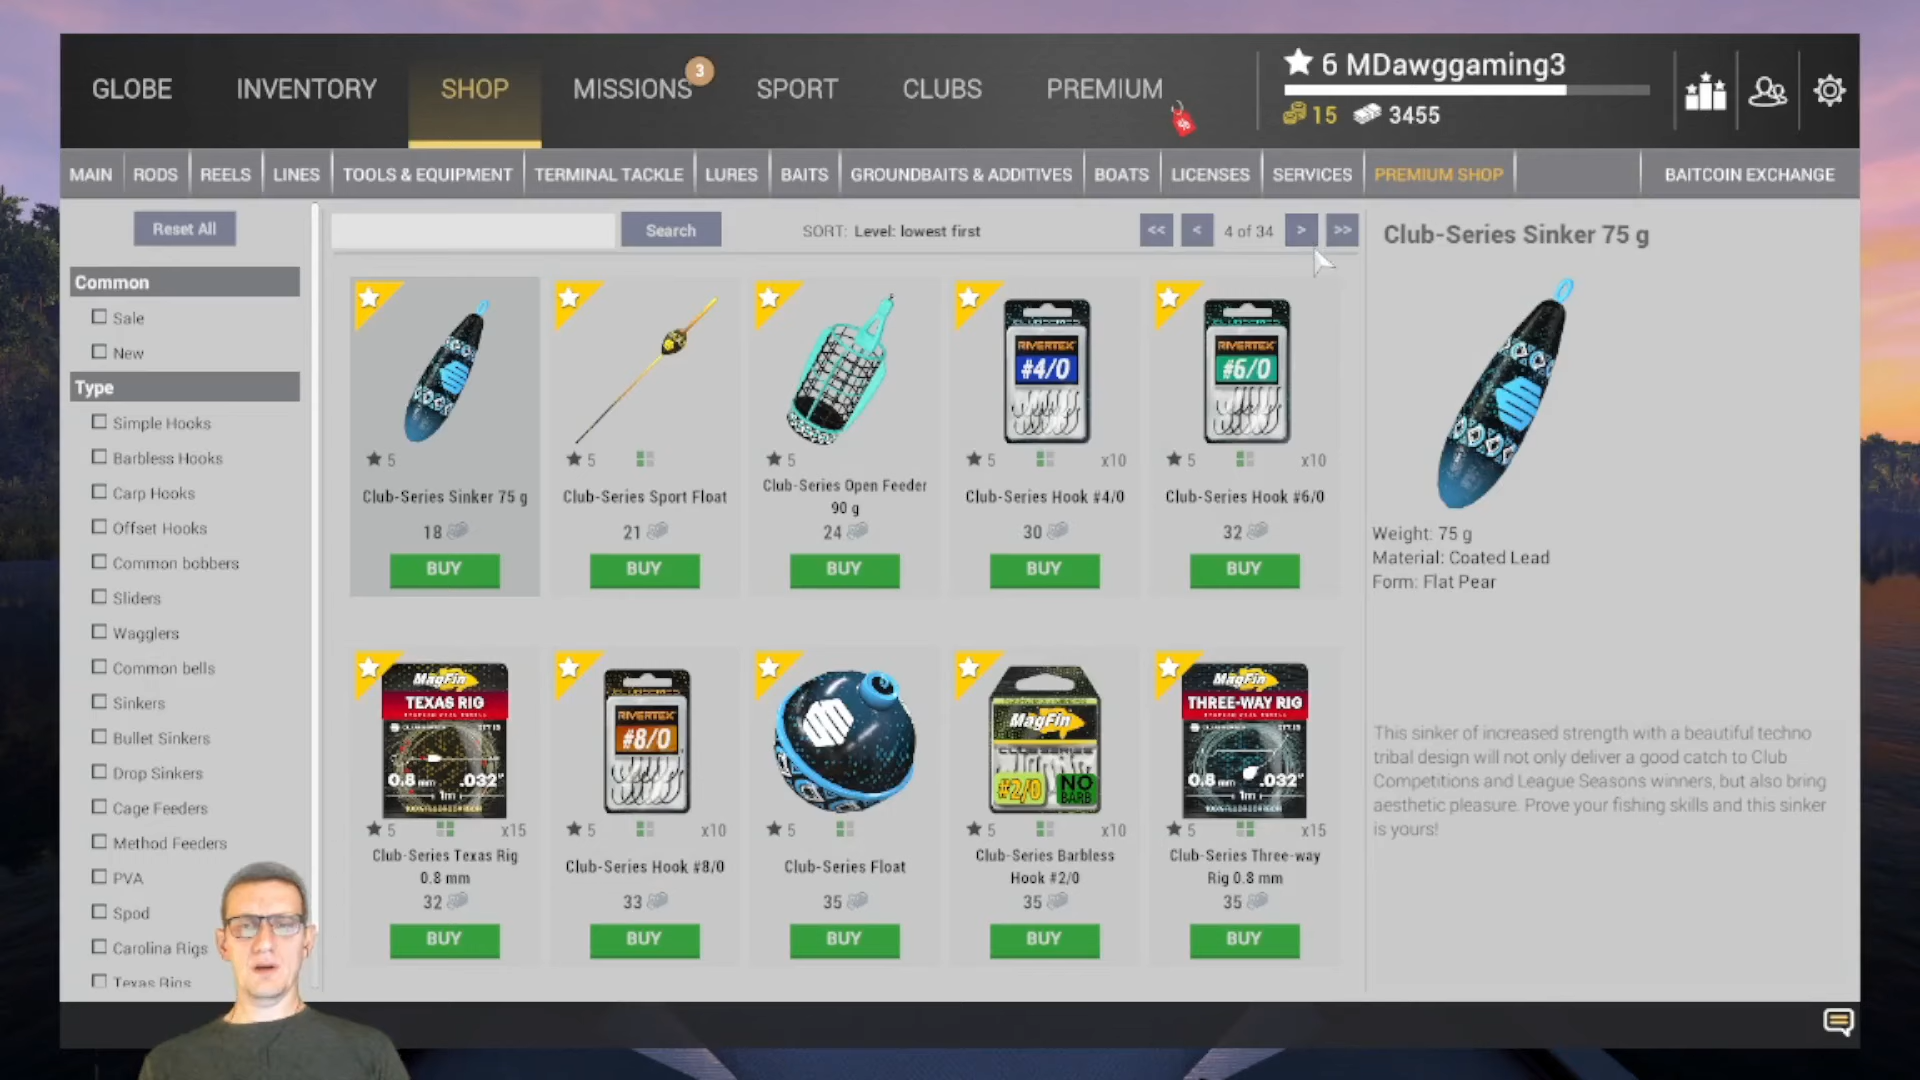 GLOBE INVENTORY SHOP MISSIONS 3 SPORT CLUBS PREMIUM
6 MDawggaming3
15 3455
MAIN RODS REELS LINES TOOLS & EQUIPMENT TERMINAL TACKLE LURES BAITS GROUNDBAITS & ADDITIVES BOATS LICENSES SERVICES PREMIUM SHOP BAITCOIN EXCHANGE
Reset All
Search
SORT: Level: lowest first
<< < 4 of 34 > >>
Common
Sale
New
Type
Simple Hooks
Barbless Hooks
Carp Hooks
Offset Hooks
Common bobbers
Sliders
Wagglers
Common bells
Sinkers
Bullet Sinkers
Drop Sinkers
Cage Feeders
Method Feeders
PVA
Spod
Carolina Rigs
Texas Rigs
RIVERTEK
#4/0
RIVERTEK
#6/0
5 5 5 5 x10 5 x10
Club-Series Sinker 75 g
18
BUY
Club-Series Sport Float
21
BUY
Club-Series Open Feeder
90 g
24
BUY
Club-Series Hook #4/0
30
BUY
Club-Series Hook #6/0
32
BUY
MagFin
TEXAS RIG
0.8 mm .032"
1m
5 x15
Club-Series Texas Rig
0.8 mm
32
BUY
RIVERTEK
#8/0
5 x10
Club-Series Hook #8/0
33
BUY
5
Club-Series Float
35
BUY
MagFin
#2/0 NO
BARB
5 x10
Club-Series Barbless
Hook #2/0
35
BUY
MagFin
THREE-WAY RIG
0.8 mm .032"
1m
5 x15
Club-Series Three-way
Rig 0.8 mm
35
BUY
Club-Series Sinker 75 g
Weight: 75 g
Material: Coated Lead
Form: Flat Pear
This sinker of increased strength with a beautiful techno
tribal design will not only deliver a good catch to Club
Competitions and League Seasons winners, but also bring
aesthetic pleasure. Prove your fishing skills and this sinker
is yours!